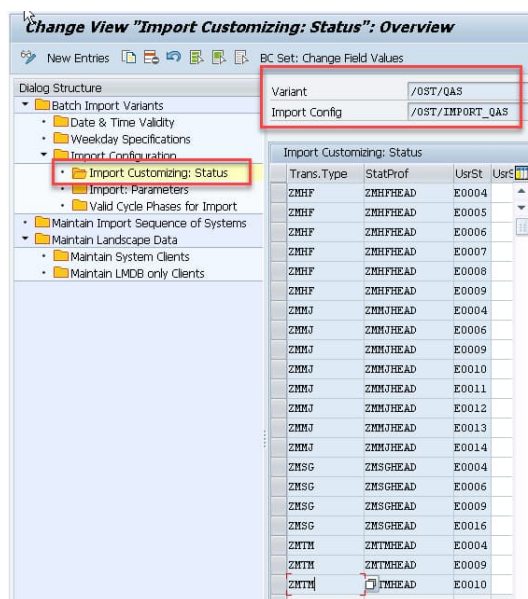 Change View "Import Customizing: Status": Overview
New Entries BC Set: Change Field Values
Dialog Structure
Batch Import Variants
Date & Time Validity
Weekday Specifications
Import Configuration
Import Customizing: Status
Import: Parameters
Valid Cycle Phases for Import
Maintain Import Sequence of Systems
Maintain Landscape Data
Maintain System Clients
Maintain LMDB only Clients
Variant /OST/QAS
Import Config /OST/IMPORT_QAS
Import Customizing: Status
Trans.Type StatProf UsrSt UsrS
ZMHF ZMHFHEAD E0004
ZMHF ZMHFHEAD E0005
ZMHF ZMHFHEAD E0006
ZMHF ZMHFHEAD E0007
ZMHF ZMHFHEAD E0008
ZMHF ZMHFHEAD E0009
ZMMJ ZMMJHEAD E0004
ZMMJ ZMMJHEAD E0006
ZMMJ ZMMJHEAD E0009
ZMMJ ZMMJHEAD E0010
ZMMJ ZMMJHEAD E0011
ZMMJ ZMMJHEAD E0012
ZMMJ ZMMJHEAD E0013
ZMMJ ZMMJHEAD E0014
ZMSG ZMSGHEAD E0004
ZMSG ZMSGHEAD E0006
ZMSG ZMSGHEAD E0009
ZMSG ZMSGHEAD E0016
ZMTM ZMTMHEAD E0004
ZMTM ZMTMHEAD E0009
ZMTM TMHEAD E0010